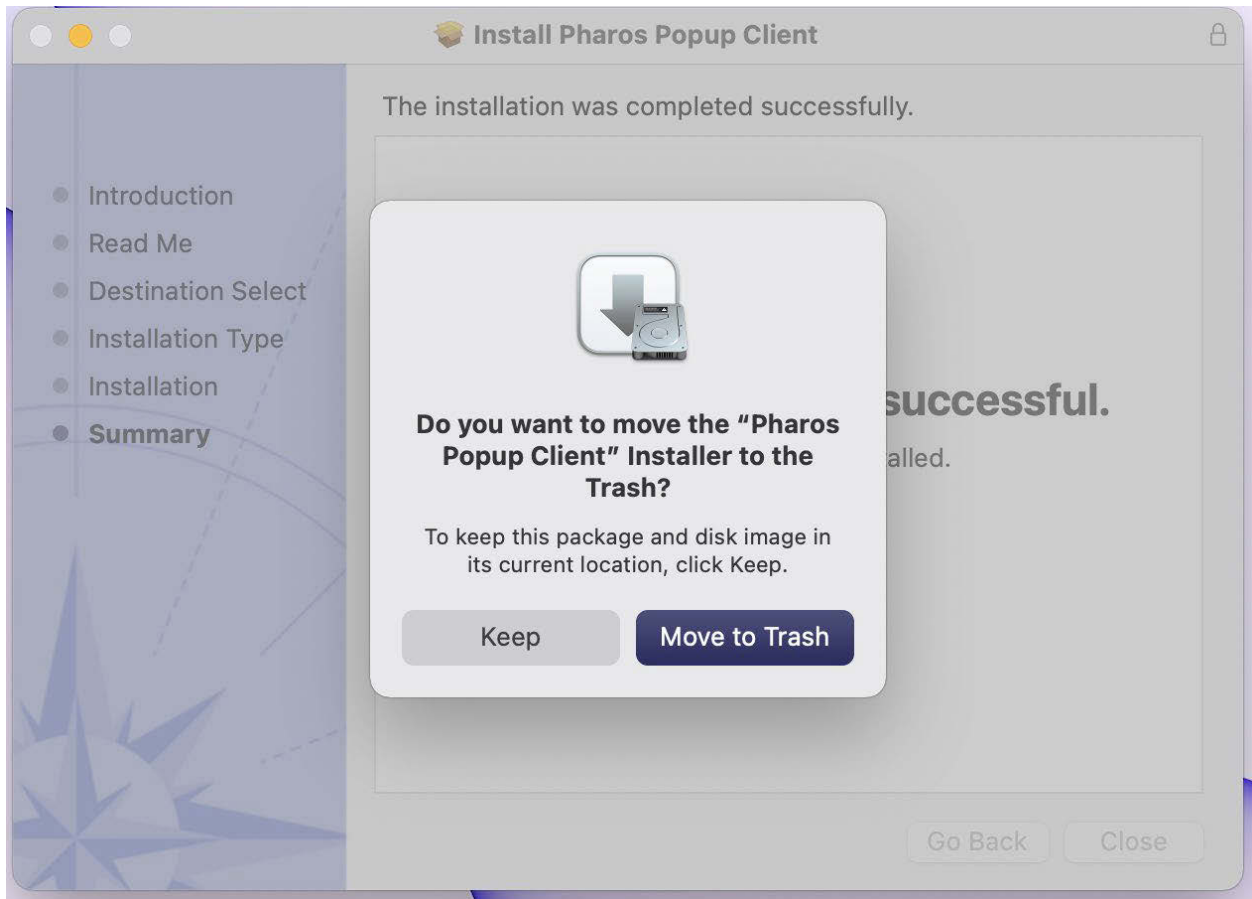 Install Pharos Popup Client
The installation was completed successfully.
Introduction
Read Me
Destination Select
Installation Type
Installation
Summary
successful.
alled.
Do you want to move the “Pharos
Popup Client” Installer to the
Trash?
To keep this package and disk image in
its current location, click Keep.
Keep
Move to Trash
Go Back
Close